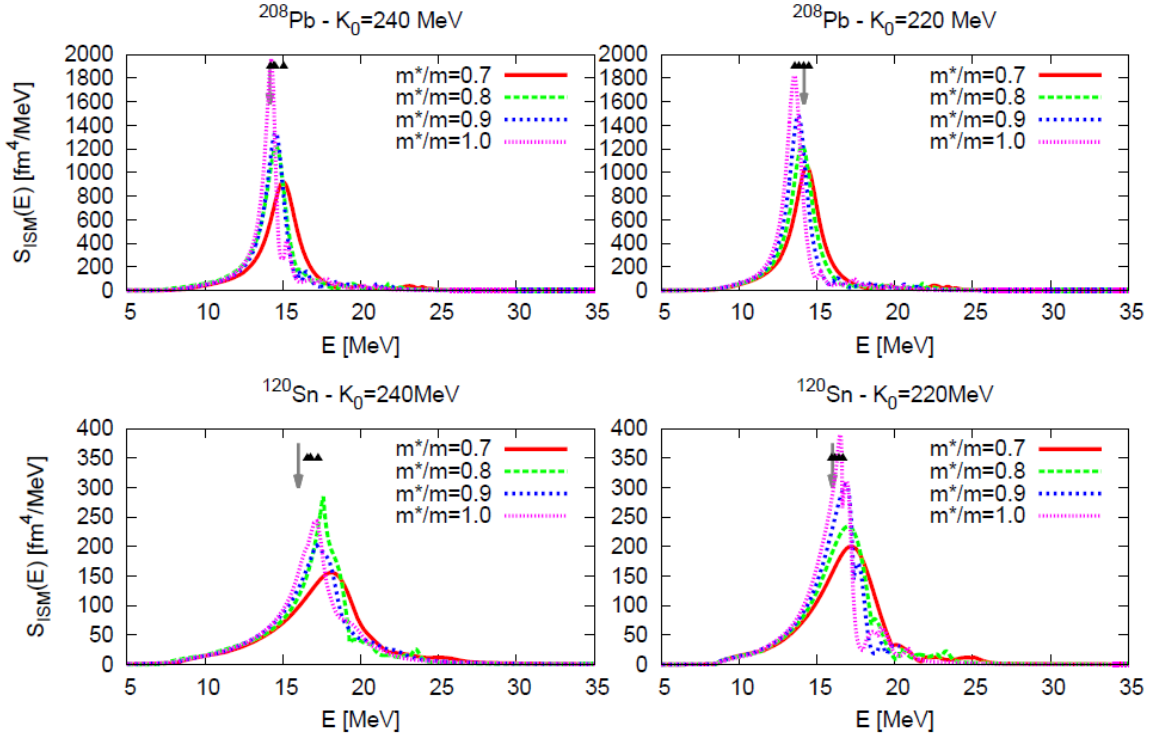 ²⁰⁸Pb - K₀=240 MeV
S_ISM(E) [fm⁴/MeV]
2000
1800
1600
1400
1200
1000
800
600
400
200
0
m*/m=0.7
m*/m=0.8
m*/m=0.9
m*/m=1.0
5 10 15 20 25 30 35
E [MeV]
²⁰⁸Pb - K₀=220 MeV
2000
1800
1600
1400
1200
1000
800
600
400
200
0
m*/m=0.7
m*/m=0.8
m*/m=0.9
m*/m=1.0
5 10 15 20 25 30 35
E [MeV]
¹²⁰Sn - K₀=240MeV
S_ISM(E) [fm⁴/MeV]
400
350
300
250
200
150
100
50
0
m*/m=0.7
m*/m=0.8
m*/m=0.9
m*/m=1.0
5 10 15 20 25 30 35
E [MeV]
¹²⁰Sn - K₀=220MeV
400
350
300
250
200
150
100
50
0
m*/m=0.7
m*/m=0.8
m*/m=0.9
m*/m=1.0
5 10 15 20 25 30 35
E [MeV]